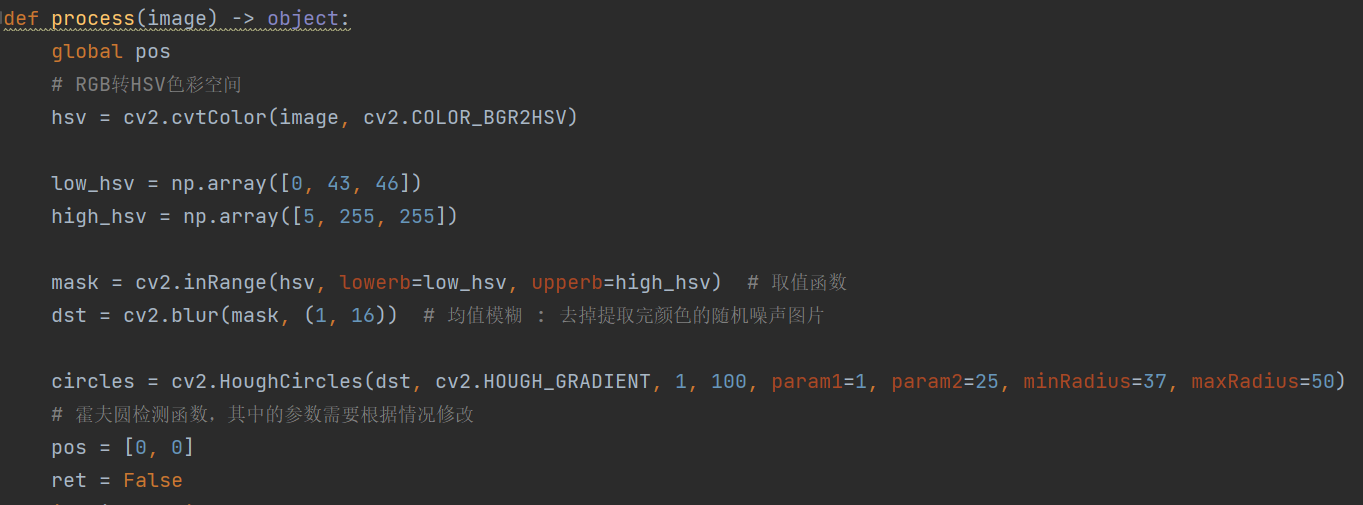 def process(image) -> object:
    global pos
    # RGB转HSV色彩空间
    hsv = cv2.cvtColor(image, cv2.COLOR_BGR2HSV)
    low_hsv = np.array([0, 43, 46])
    high_hsv = np.array([5, 255, 255])
    mask = cv2.inRange(hsv, lowerb=low_hsv, upperb=high_hsv)  # 取值函数
    dst = cv2.blur(mask, (1, 16))  # 均值模糊 : 去掉提取完颜色的随机噪声图片
    circles = cv2.HoughCircles(dst, cv2.HOUGH_GRADIENT, 1, 100, param1=1, param2=25, minRadius=37, maxRadius=50)
    # 霍夫圆检测函数，其中的参数需要根据情况修改
    pos = [0, 0]
    ret = False